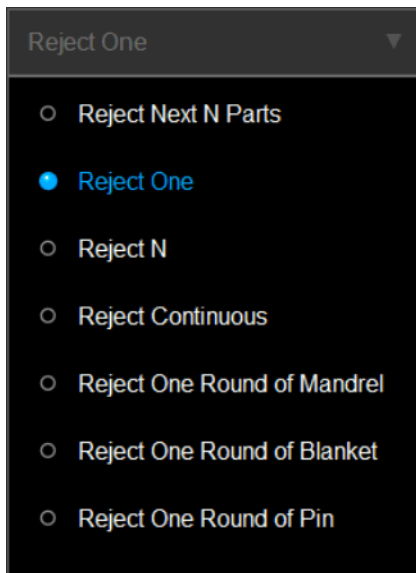 Reject One
Reject Next N Parts
Reject One
Reject N
Reject Continuous
Reject One Round of Mandrel
Reject One Round of Blanket
Reject One Round of Pin